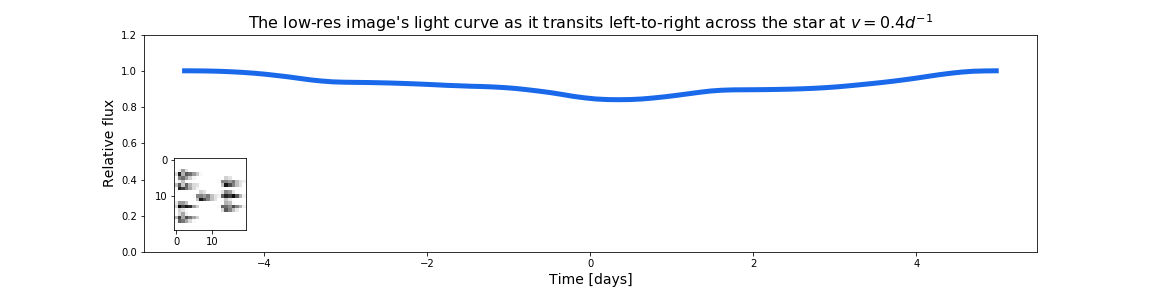 The low-res image's light curve as it transits left-to-right across the star at v = 0.4d⁻¹
1.2
1.0
0.8
0.6
0.4
0.2
0.0
Relative flux
0
10
0 10
−4 −2 0 2 4
Time [days]